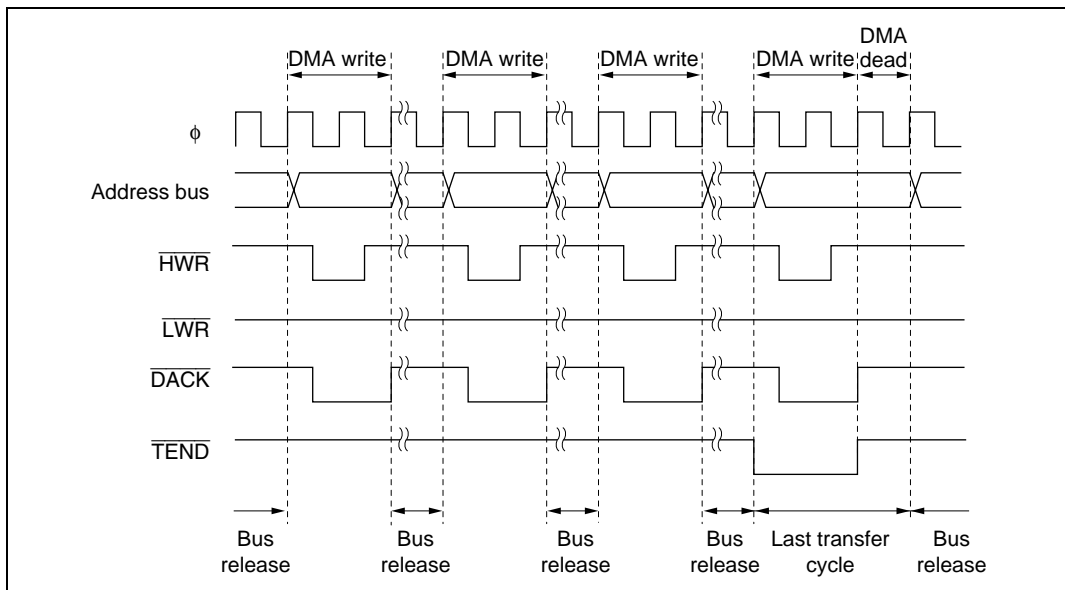 DMA
DMA write DMA write DMA write DMA write dead
ϕ
Address bus
HWR
LWR
DACK
TEND
Bus Bus Bus Bus Last transfer Bus
release release release release cycle release